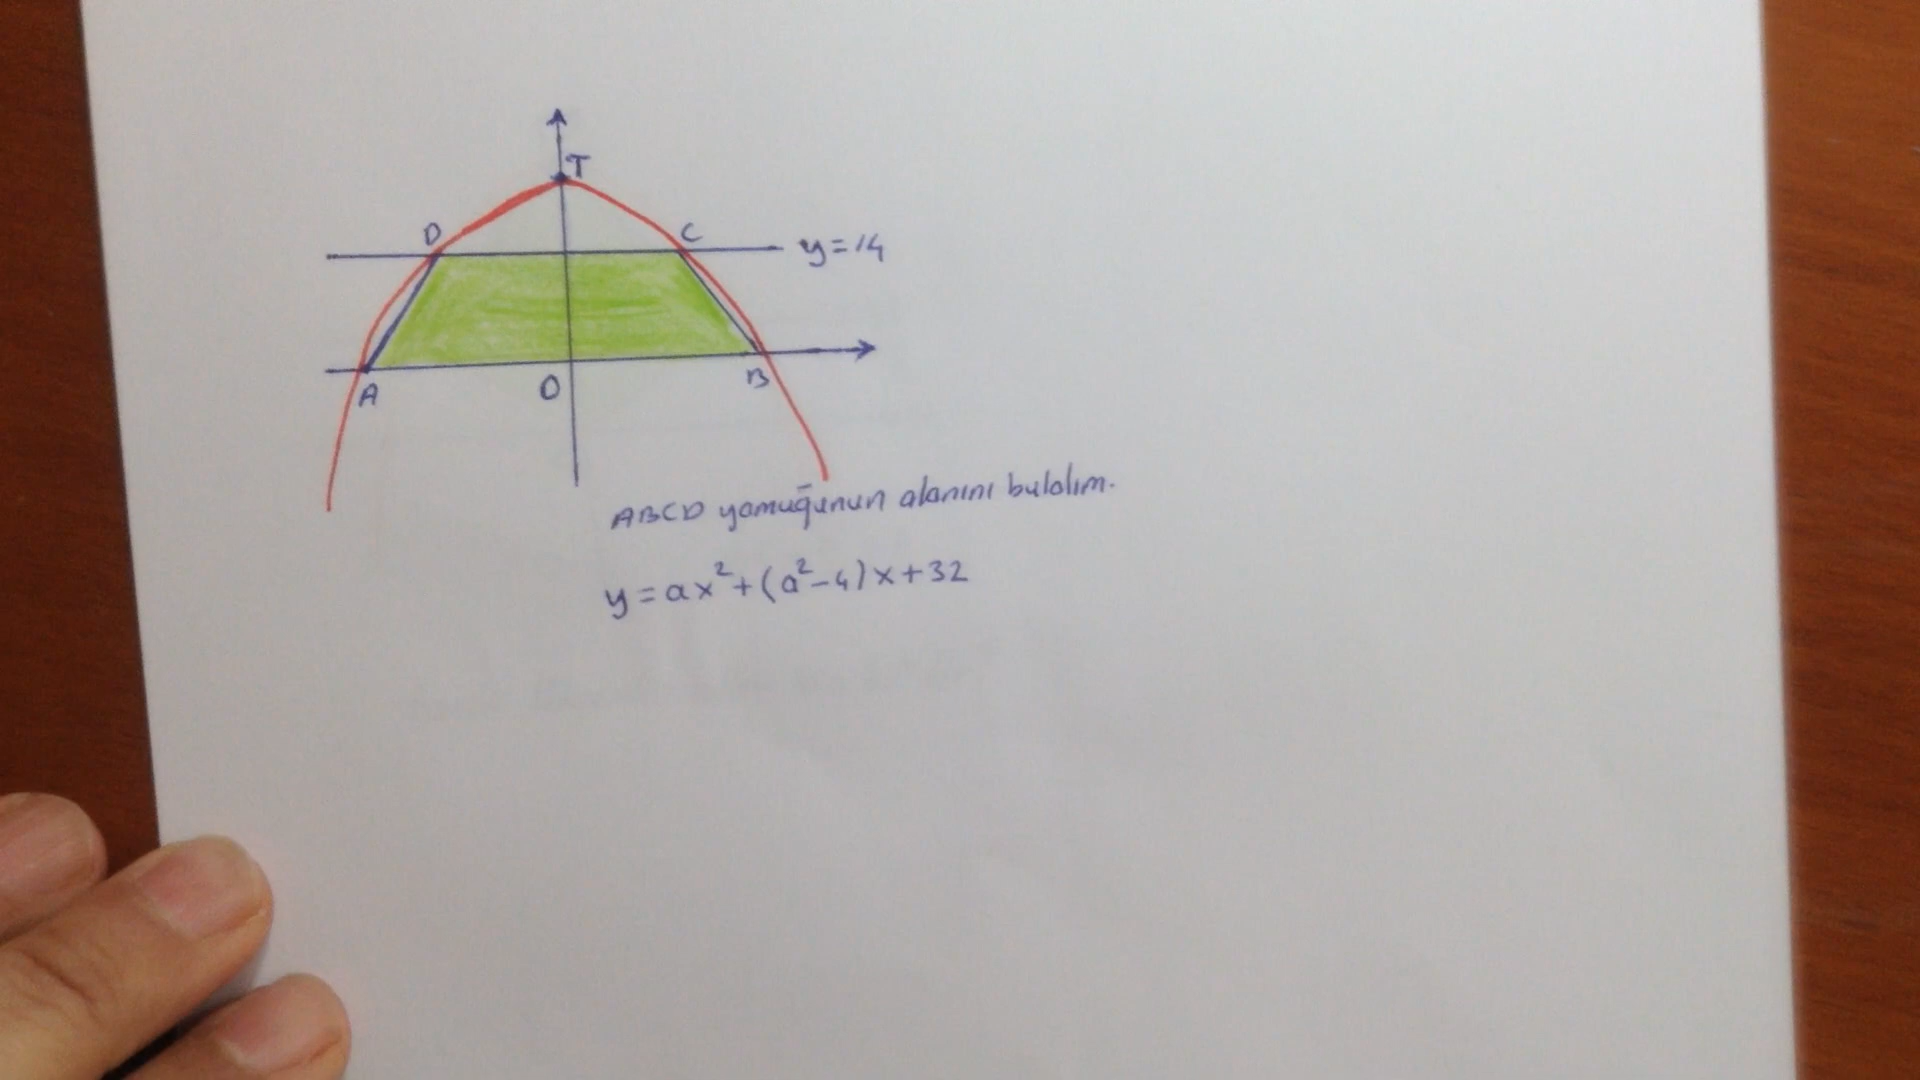 T
D
C
y=14
A
O
B
ABCD yamuğunun alanını bulalım.
y=ax²+(a²-4)x+32